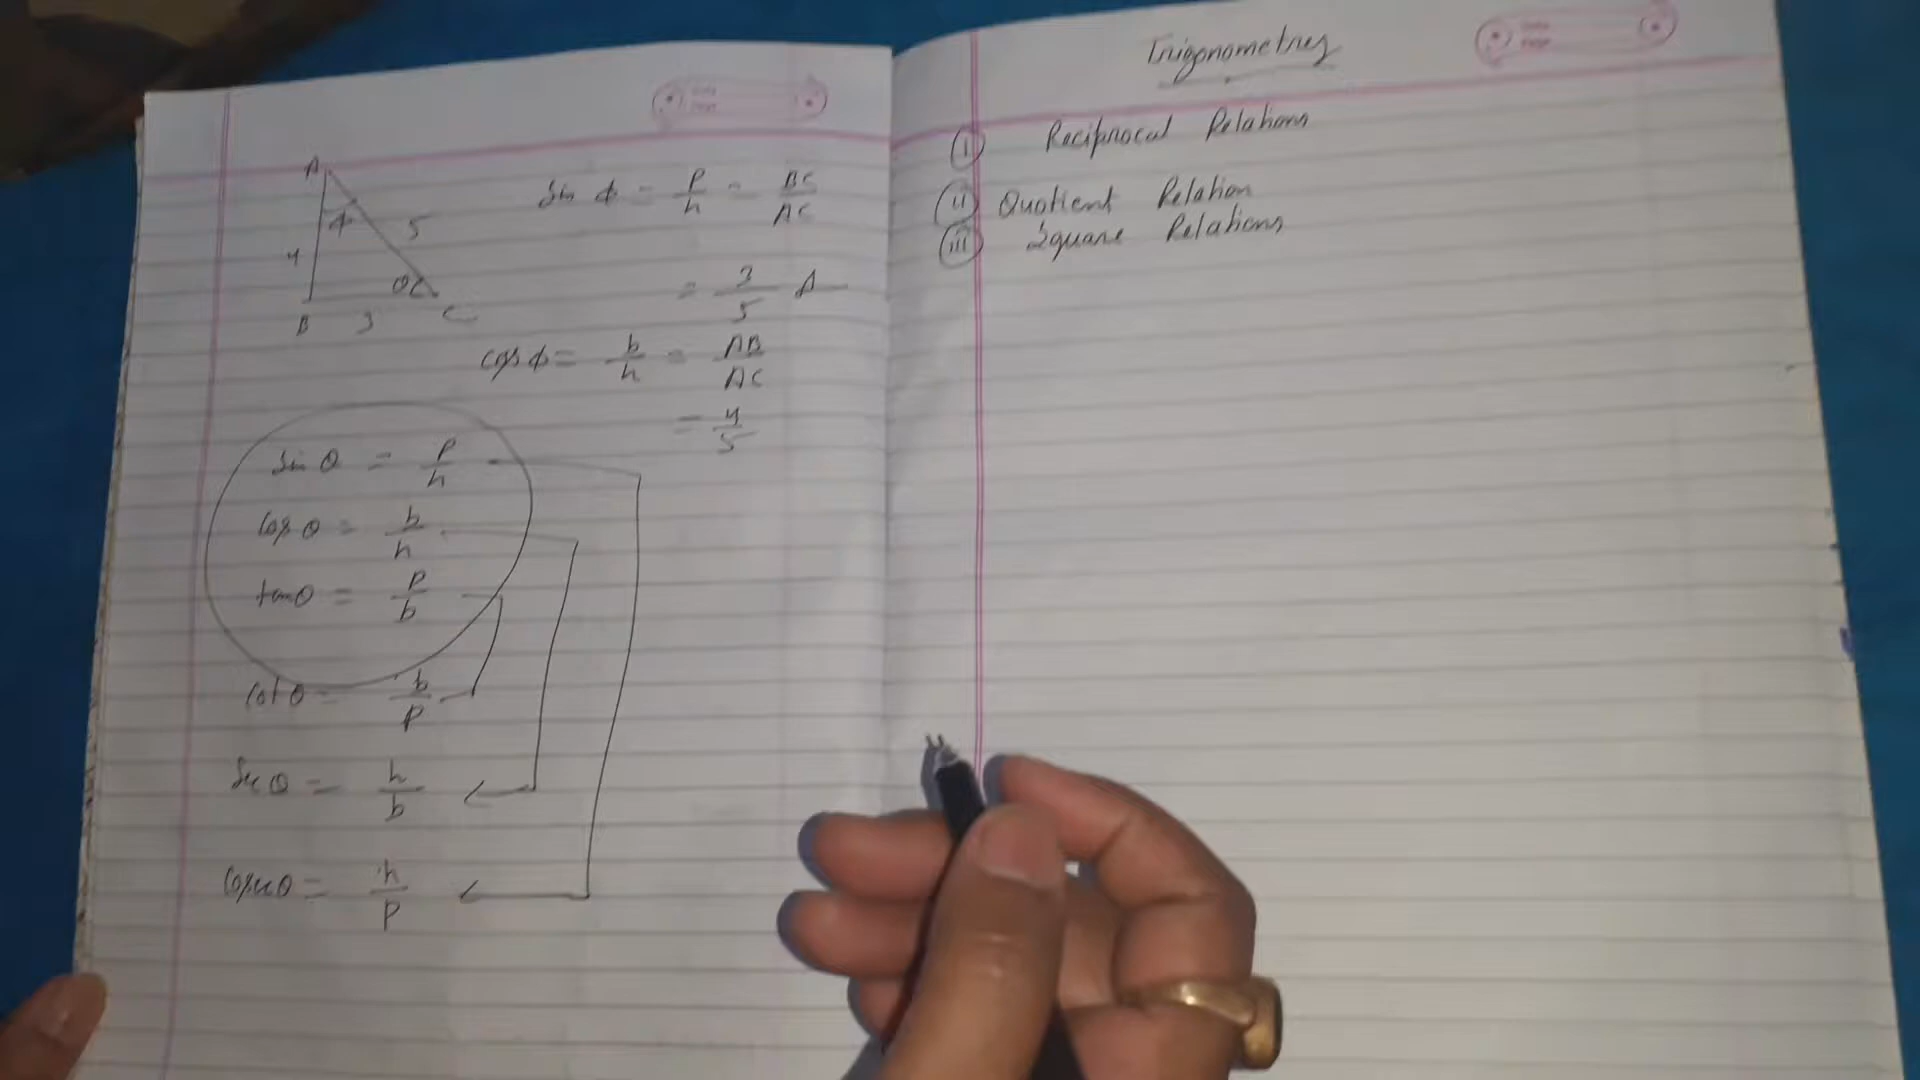 A
ϕ
5
4
θ
B 3 C
Sin ϕ = p/h = BC/AC
= 3/5
cos ϕ = b/h = AB/AC
= 4/5
Sin θ = p/h
Cos θ = b/h
tan θ = p/b
Cot θ = b/p
Sec θ = h/b
Cosec θ = h/p
Trigonometry
(i) Reciprocal Relations
(ii) Quotient Relation
(iii) Square Relations